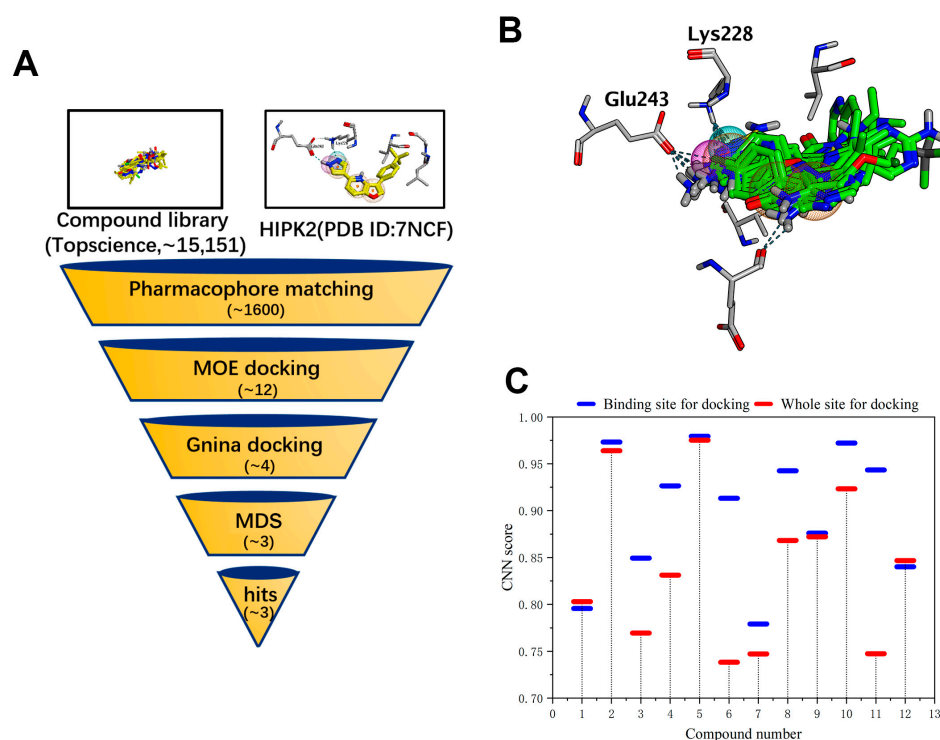 A
Compound library
(Topscience,~15,151)
Glu243
Lys228
HIPK2(PDB ID:7NCF)
Pharmacophore matching
(~1600)
MOE docking
(~12)
Gnina docking
(~4)
MDS
(~3)
hits
(~3)
B
Lys228
Glu243
C
Binding site for docking
Whole site for docking
CNN score
1.00
0.95
0.90
0.85
0.80
0.75
0.70
0 1 2 3 4 5 6 7 8 9 10 11 12 13
Compound number